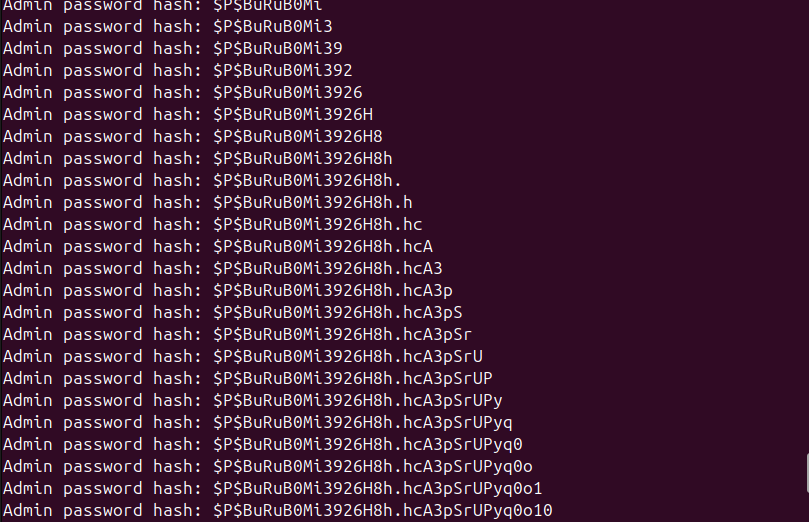 Admin password hash: $P$BuRuB0Mi
Admin password hash: $P$BuRuB0Mi3
Admin password hash: $P$BuRuB0Mi39
Admin password hash: $P$BuRuB0Mi392
Admin password hash: $P$BuRuB0Mi3926
Admin password hash: $P$BuRuB0Mi3926H
Admin password hash: $P$BuRuB0Mi3926H8
Admin password hash: $P$BuRuB0Mi3926H8h
Admin password hash: $P$BuRuB0Mi3926H8h.
Admin password hash: $P$BuRuB0Mi3926H8h.h
Admin password hash: $P$BuRuB0Mi3926H8h.hc
Admin password hash: $P$BuRuB0Mi3926H8h.hcA
Admin password hash: $P$BuRuB0Mi3926H8h.hcA3
Admin password hash: $P$BuRuB0Mi3926H8h.hcA3p
Admin password hash: $P$BuRuB0Mi3926H8h.hcA3pS
Admin password hash: $P$BuRuB0Mi3926H8h.hcA3pSr
Admin password hash: $P$BuRuB0Mi3926H8h.hcA3pSrU
Admin password hash: $P$BuRuB0Mi3926H8h.hcA3pSrUP
Admin password hash: $P$BuRuB0Mi3926H8h.hcA3pSrUPy
Admin password hash: $P$BuRuB0Mi3926H8h.hcA3pSrUPyq
Admin password hash: $P$BuRuB0Mi3926H8h.hcA3pSrUPyq0
Admin password hash: $P$BuRuB0Mi3926H8h.hcA3pSrUPyq0o
Admin password hash: $P$BuRuB0Mi3926H8h.hcA3pSrUPyq0o1
Admin password hash: $P$BuRuB0Mi3926H8h.hcA3pSrUPyq0o10